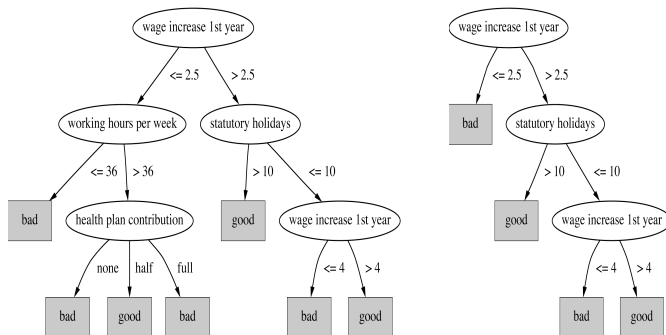 wage increase 1st year
<= 2.5
> 2.5
working hours per week
statutory holidays
<= 36
> 36
> 10
<= 10
bad
health plan contribution
good
wage increase 1st year
none
half
full
<= 4
> 4
bad
good
bad
bad
good
wage increase 1st year
<= 2.5
> 2.5
bad
statutory holidays
> 10
<= 10
good
wage increase 1st year
<= 4
> 4
bad
good